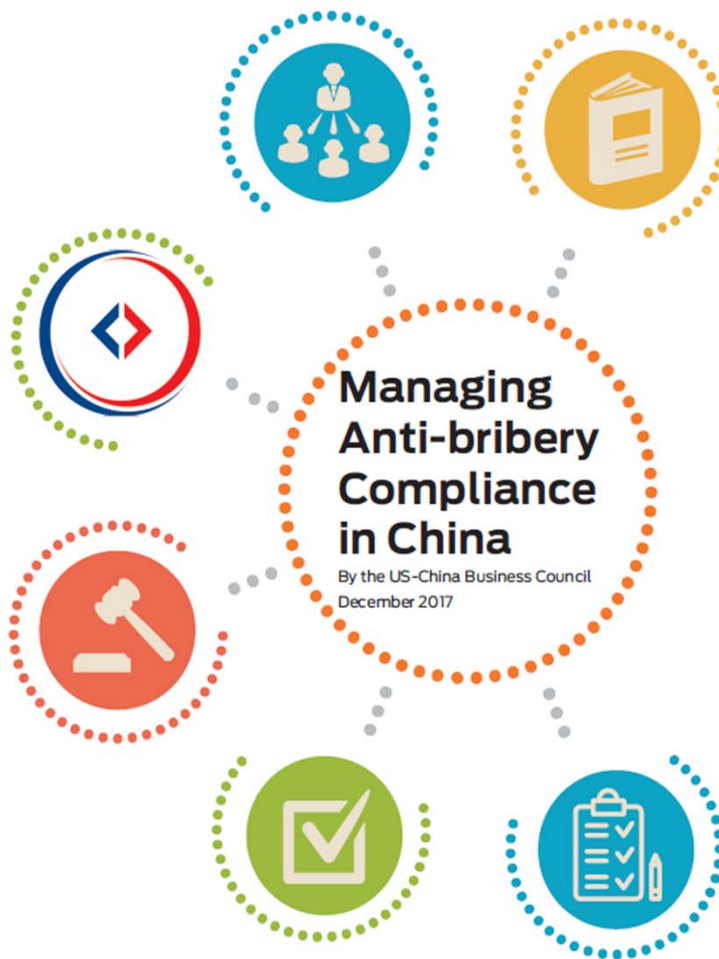 Managing
Anti-bribery
Compliance
in China
By the US-China Business Council
December 2017